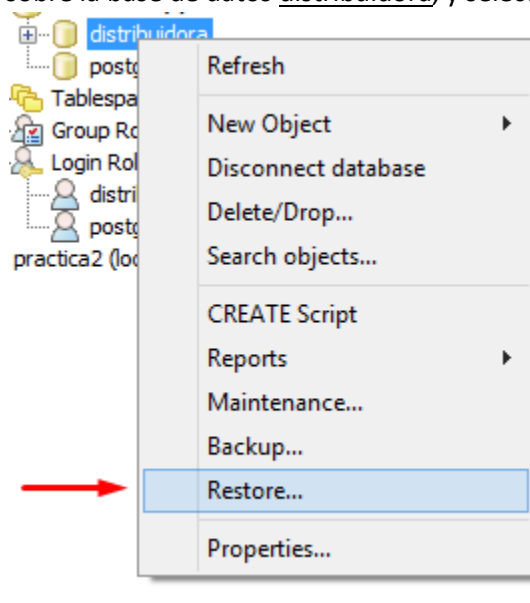 sobre la base de datos distribuidora, y
distribuidora
postg
Tablespa
Group Ro
Login Rol
distri
postg
practica2 (loc
Refresh
New Object
Disconnect database
Delete/Drop...
Search objects...
CREATE Script
Reports
Maintenance...
Backup...
Restore...
Properties...